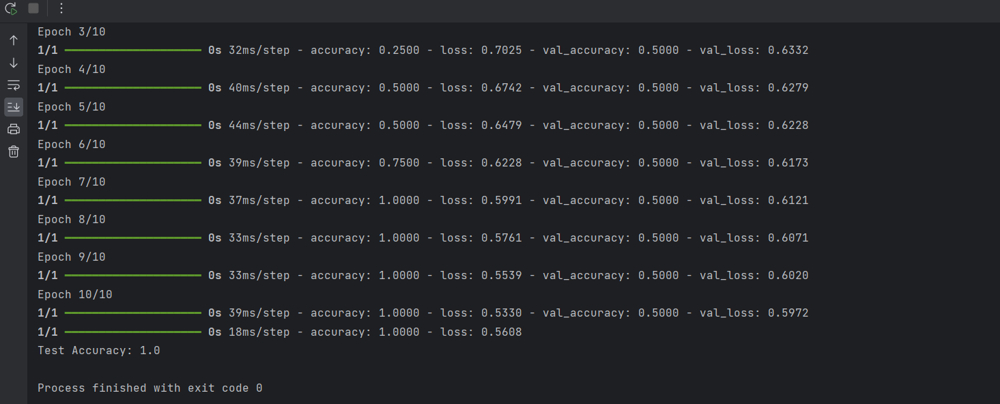 Epoch 3/10
1/1 ━━━━━━━━━━━━━━━━━━━━ 0s 32ms/step - accuracy: 0.2500 - loss: 0.7025 - val_accuracy: 0.5000 - val_loss: 0.6332
Epoch 4/10
1/1 ━━━━━━━━━━━━━━━━━━━━ 0s 40ms/step - accuracy: 0.5000 - loss: 0.6742 - val_accuracy: 0.5000 - val_loss: 0.6279
Epoch 5/10
1/1 ━━━━━━━━━━━━━━━━━━━━ 0s 44ms/step - accuracy: 0.5000 - loss: 0.6479 - val_accuracy: 0.5000 - val_loss: 0.6228
Epoch 6/10
1/1 ━━━━━━━━━━━━━━━━━━━━ 0s 39ms/step - accuracy: 0.7500 - loss: 0.6228 - val_accuracy: 0.5000 - val_loss: 0.6173
Epoch 7/10
1/1 ━━━━━━━━━━━━━━━━━━━━ 0s 37ms/step - accuracy: 1.0000 - loss: 0.5991 - val_accuracy: 0.5000 - val_loss: 0.6121
Epoch 8/10
1/1 ━━━━━━━━━━━━━━━━━━━━ 0s 33ms/step - accuracy: 1.0000 - loss: 0.5761 - val_accuracy: 0.5000 - val_loss: 0.6071
Epoch 9/10
1/1 ━━━━━━━━━━━━━━━━━━━━ 0s 33ms/step - accuracy: 1.0000 - loss: 0.5539 - val_accuracy: 0.5000 - val_loss: 0.6020
Epoch 10/10
1/1 ━━━━━━━━━━━━━━━━━━━━ 0s 39ms/step - accuracy: 1.0000 - loss: 0.5330 - val_accuracy: 0.5000 - val_loss: 0.5972
1/1 ━━━━━━━━━━━━━━━━━━━━ 0s 18ms/step - accuracy: 1.0000 - loss: 0.5608
Test Accuracy: 1.0
Process finished with exit code 0